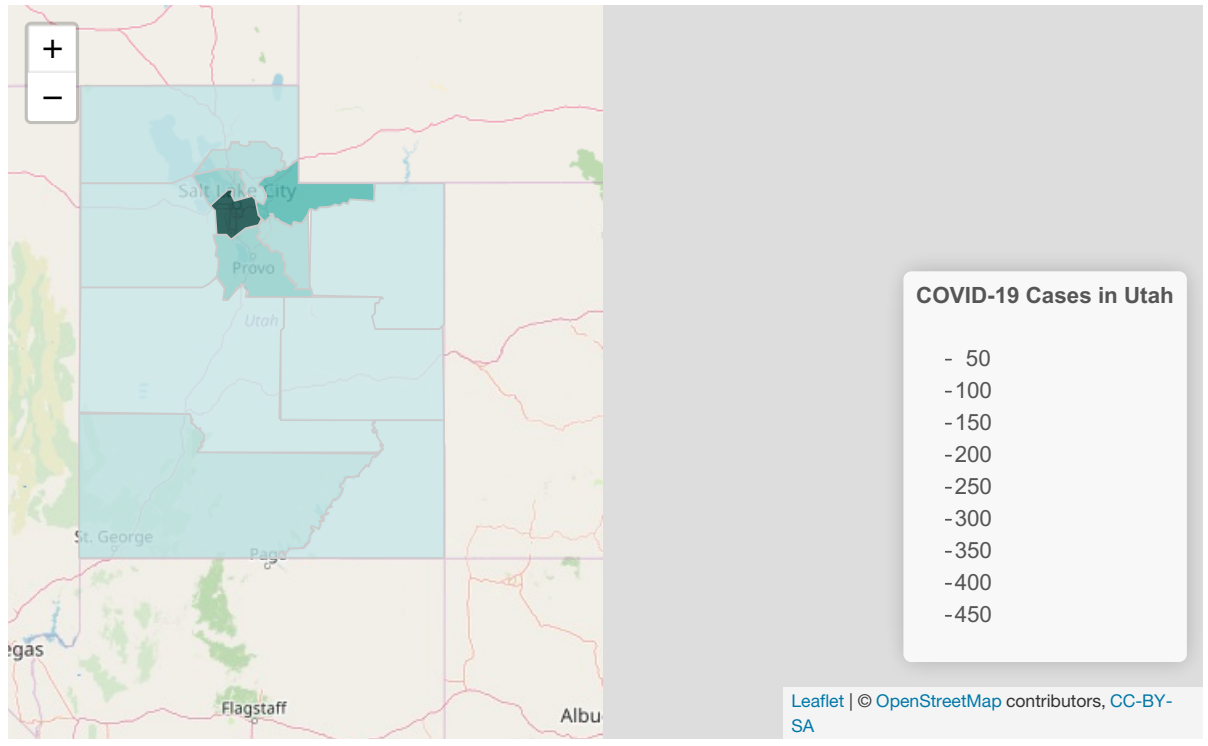 +
−
Salt Lake City
Provo
Utah
St. George
Page
egas
Flagstaff
Albu
COVID-19 Cases in Utah
- 50
-100
-150
-200
-250
-300
-350
-400
-450
Leaflet | © OpenStreetMap contributors, CC-BY-
SA